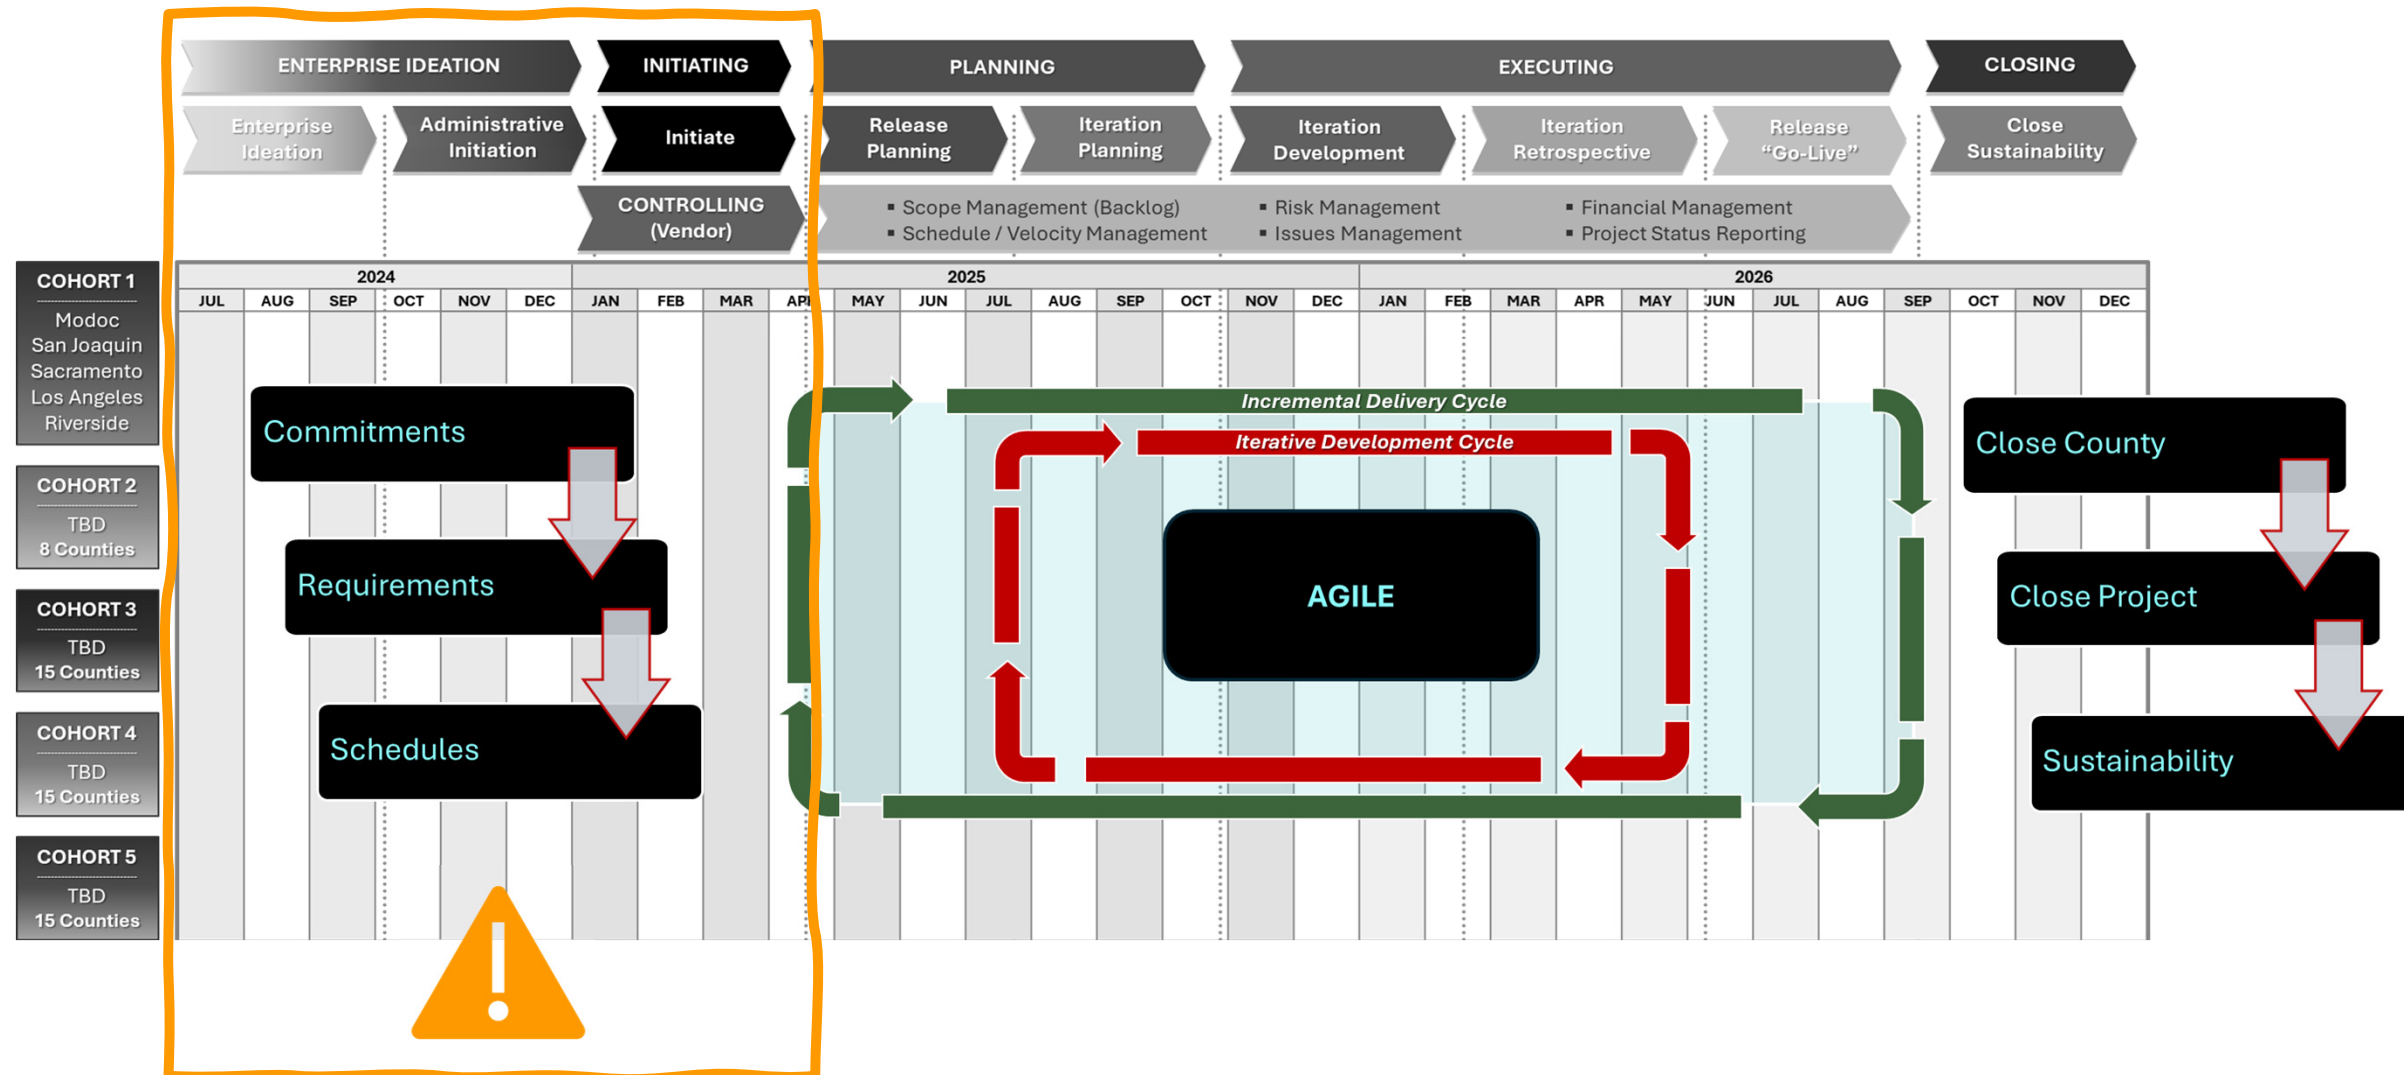 ENTERPRISE IDEATION
INITIATING
PLANNING
EXECUTING
CLOSING
Enterprise
Ideation
Administrative
Initiation
Initiate
Release
Planning
Iteration
Planning
Iteration
Development
Iteration
Retrospective
Release
“Go-Live”
Close
Sustainability
CONTROLLING
(Vendor)
▪ Scope Management (Backlog)
▪ Schedule / Velocity Management
▪ Risk Management
▪ Issues Management
▪ Financial Management
▪ Project Status Reporting
2024 2025 2026
JUL AUG SEP OCT NOV DEC JAN FEB MAR APR MAY JUN JUL AUG SEP OCT NOV DEC JAN FEB MAR APR MAY JUN JUL AUG SEP OCT NOV DEC
COHORT 1
Modoc
San Joaquin
Sacramento
Los Angeles
Riverside
COHORT 2
TBD
8 Counties
COHORT 3
TBD
15 Counties
COHORT 4
TBD
15 Counties
COHORT 5
TBD
15 Counties
Commitments
Requirements
Schedules
Incremental Delivery Cycle
Iterative Development Cycle
AGILE
Close County
Close Project
Sustainability